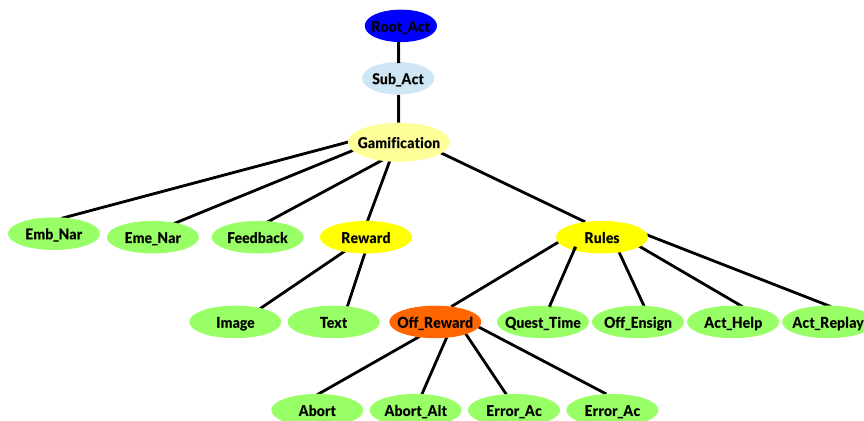 Root_Act
Sub_Act
Gamification
Emb_Nar
Eme_Nar
Feedback
Reward
Rules
Image
Text
Off_Reward
Quest_Time
Off_Ensign
Act_Help
Act_Replay
Abort
Abort_Alt
Error_Ac
Error_Ac